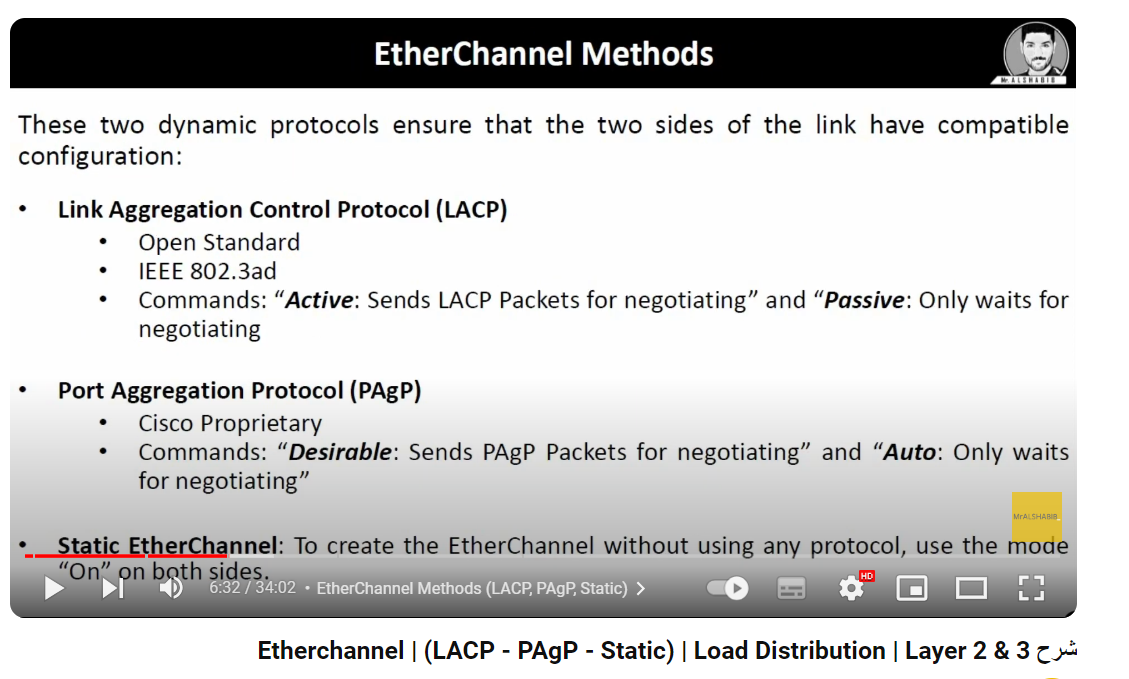 EtherChannel Methods
Mr. ALSHABIB
These two dynamic protocols ensure that the two sides of the link have compatible
configuration:
• Link Aggregation Control Protocol (LACP)
• Open Standard
• IEEE 802.3ad
• Commands: “Active: Sends LACP Packets for negotiating” and “Passive: Only waits for
negotiating
• Port Aggregation Protocol (PAgP)
• Cisco Proprietary
• Commands: “Desirable: Sends PAgP Packets for negotiating” and “Auto: Only waits
for negotiating”
MrALSHABIB
• Static EtherChannel: To create the EtherChannel without using any protocol, use the mode
“On” on both sides.
6:32 / 34:02 • EtherChannel Methods (LACP, PAgP, Static)
HD
شرح Etherchannel | (LACP - PAgP - Static) | Load Distribution | Layer 2 & 3